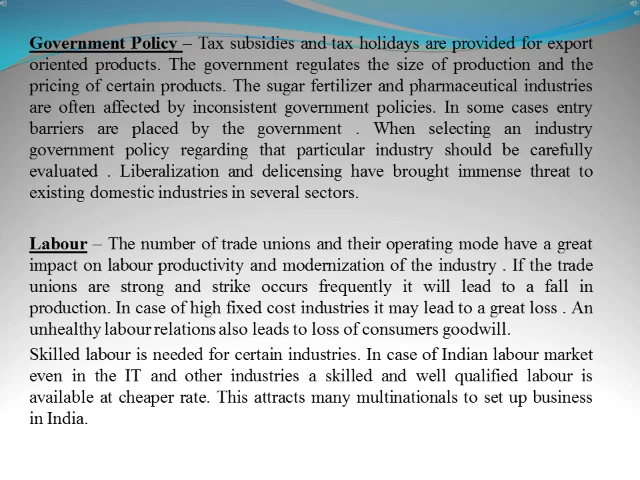 Government Policy – Tax subsidies and tax holidays are provided for export
oriented products. The government regulates the size of production and the
pricing of certain products. The sugar fertilizer and pharmaceutical industries
are often affected by inconsistent government policies. In some cases entry
barriers are placed by the government . When selecting an industry
government policy regarding that particular industry should be carefully
evaluated . Liberalization and delicensing have brought immense threat to
existing domestic industries in several sectors.
Labour – The number of trade unions and their operating mode have a great
impact on labour productivity and modernization of the industry . If the trade
unions are strong and strike occurs frequently it will lead to a fall in
production. In case of high fixed cost industries it may lead to a great loss . An
unhealthy labour relations also leads to loss of consumers goodwill.
Skilled labour is needed for certain industries. In case of Indian labour market
even in the IT and other industries a skilled and well qualified labour is
available at cheaper rate. This attracts many multinationals to set up business
in India.